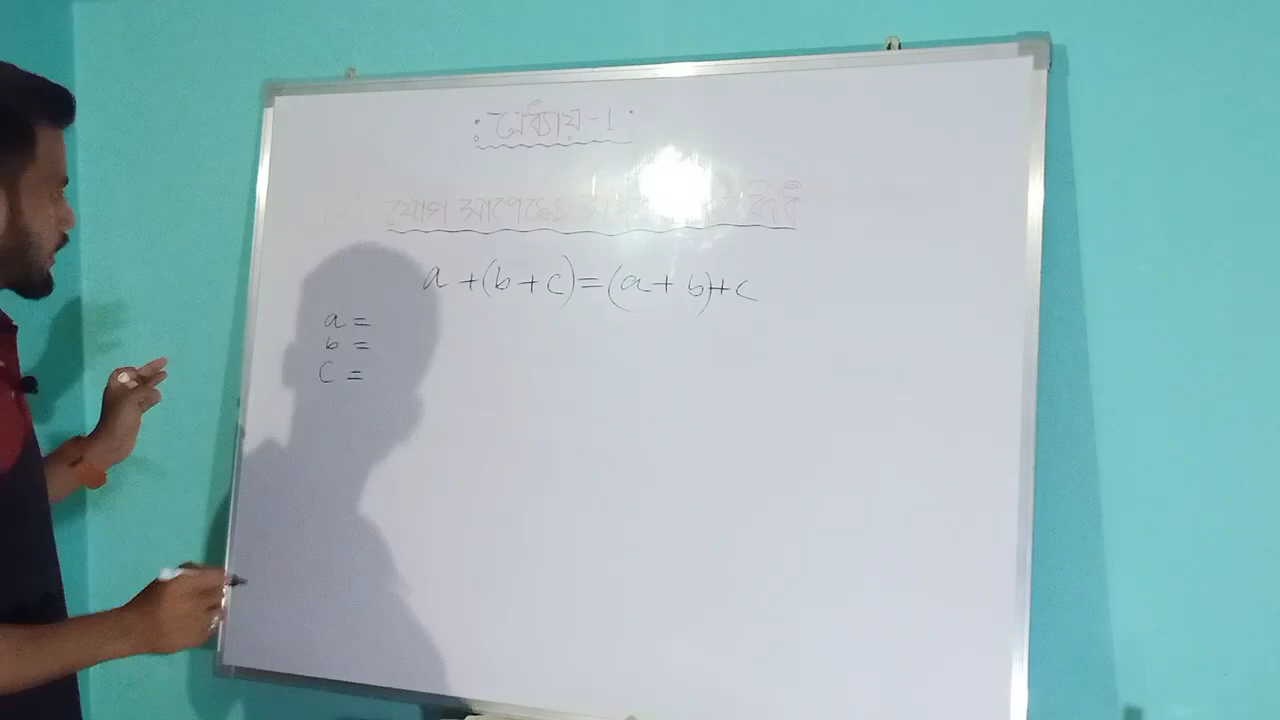 : অধ্যায় - 1 :
যোগ সাপেক্ষে
a + (b + c) = (a + b) + c
a =
b =
c =